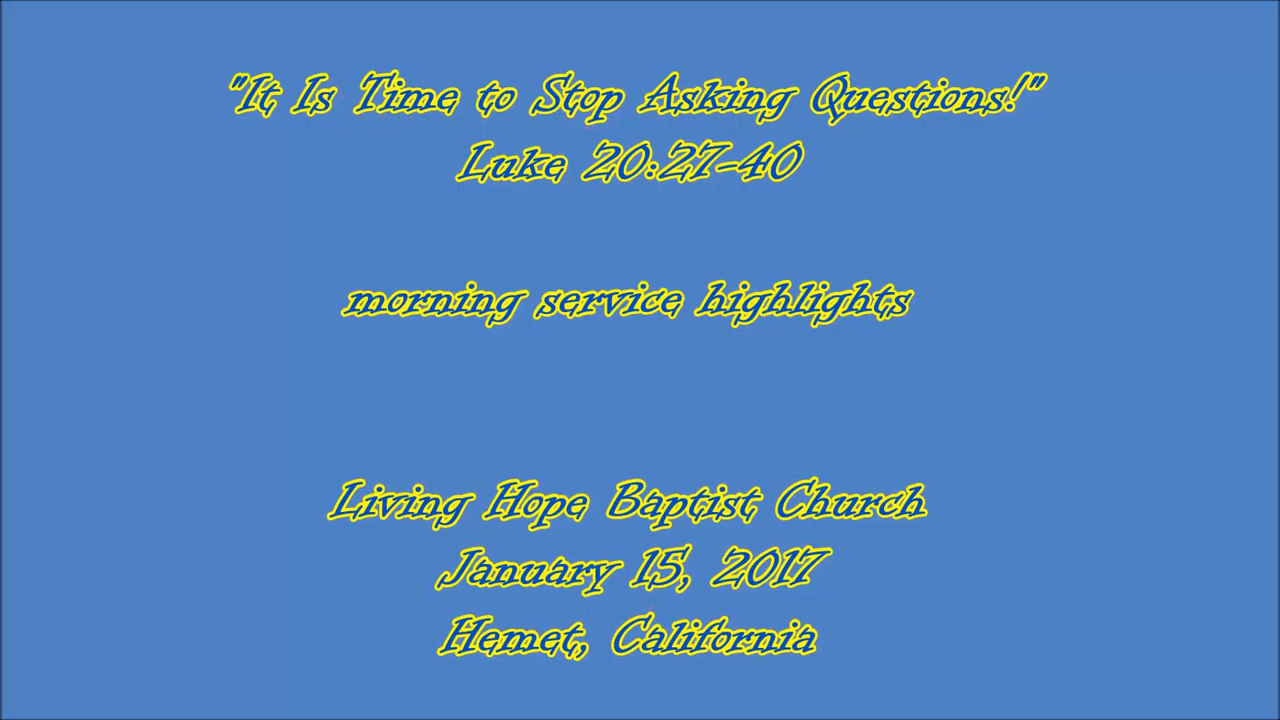 "It Is Time to Stop Asking Questions!"
Luke 20:27-40
morning service highlights
Living Hope Baptist Church
January 15, 2017
Hemet, California